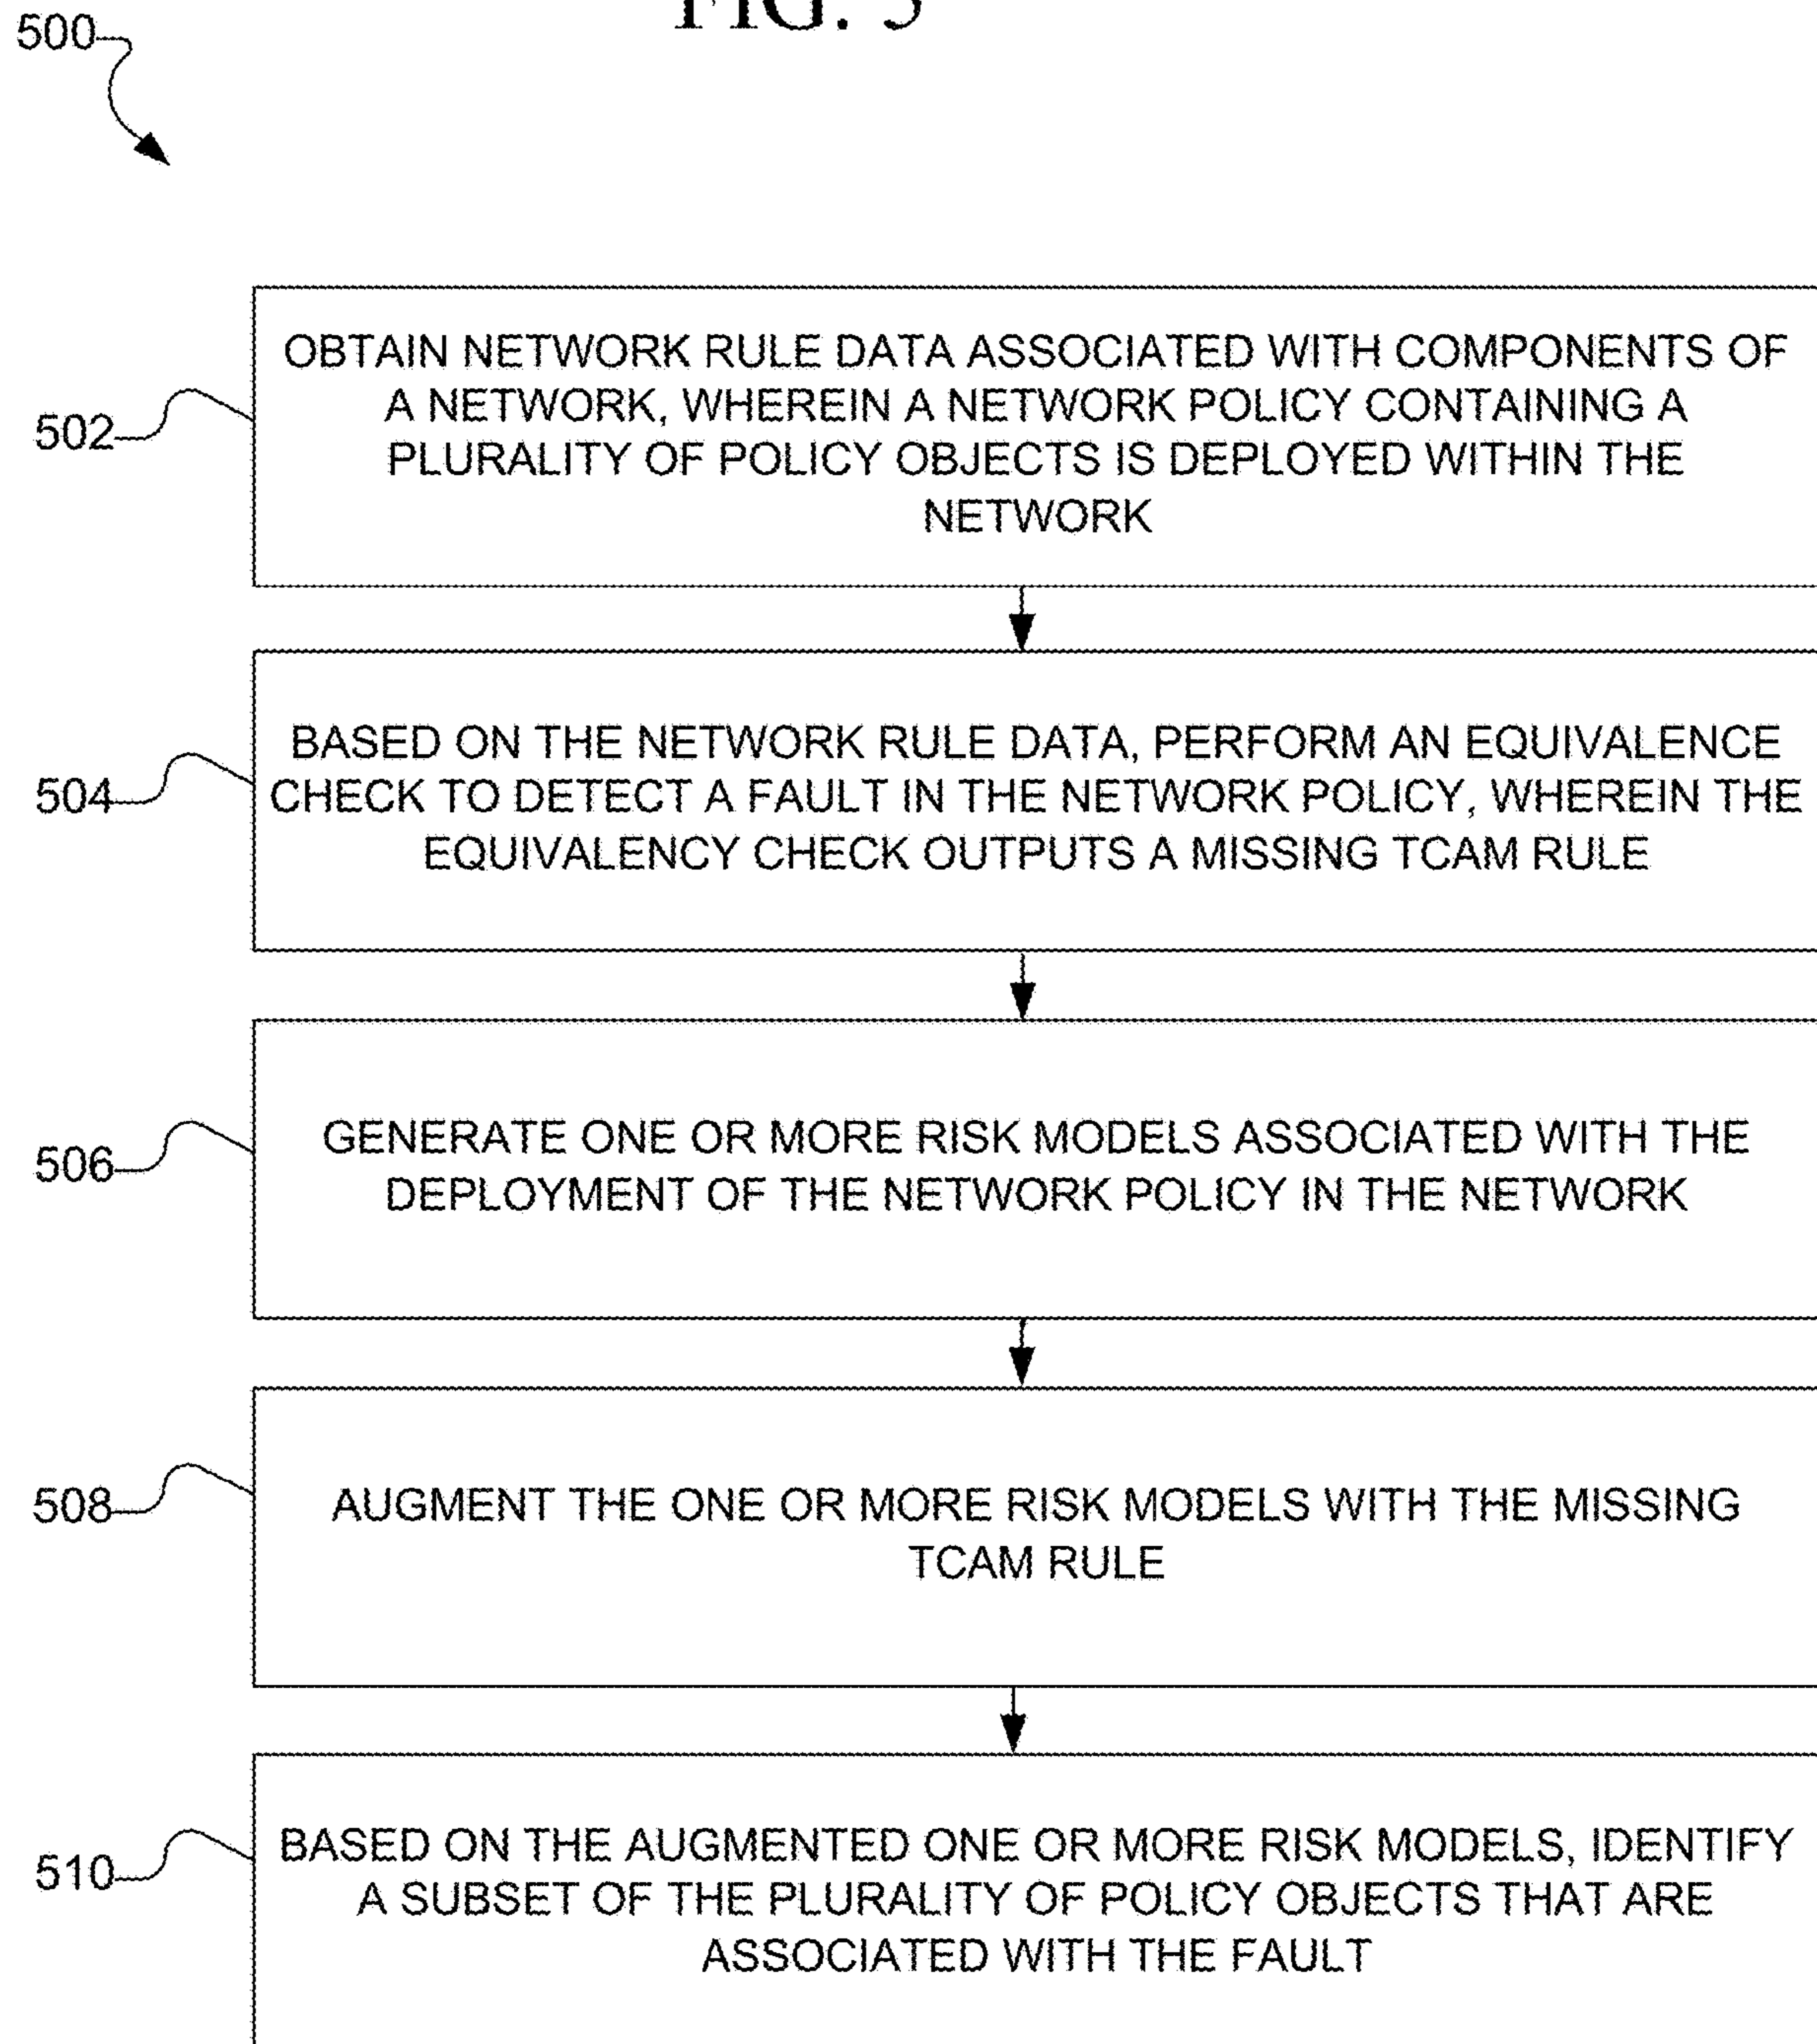 FIG. 5
500
502
OBTAIN NETWORK RULE DATA ASSOCIATED WITH COMPONENTS OF
A NETWORK, WHEREIN A NETWORK POLICY CONTAINING A
PLURALITY OF POLICY OBJECTS IS DEPLOYED WITHIN THE
NETWORK
504
BASED ON THE NETWORK RULE DATA, PERFORM AN EQUIVALENCE
CHECK TO DETECT A FAULT IN THE NETWORK POLICY, WHEREIN THE
EQUIVALENCY CHECK OUTPUTS A MISSING TCAM RULE
506
GENERATE ONE OR MORE RISK MODELS ASSOCIATED WITH THE
DEPLOYMENT OF THE NETWORK POLICY IN THE NETWORK
508
AUGMENT THE ONE OR MORE RISK MODELS WITH THE MISSING
TCAM RULE
510
BASED ON THE AUGMENTED ONE OR MORE RISK MODELS, IDENTIFY
A SUBSET OF THE PLURALITY OF POLICY OBJECTS THAT ARE
ASSOCIATED WITH THE FAULT